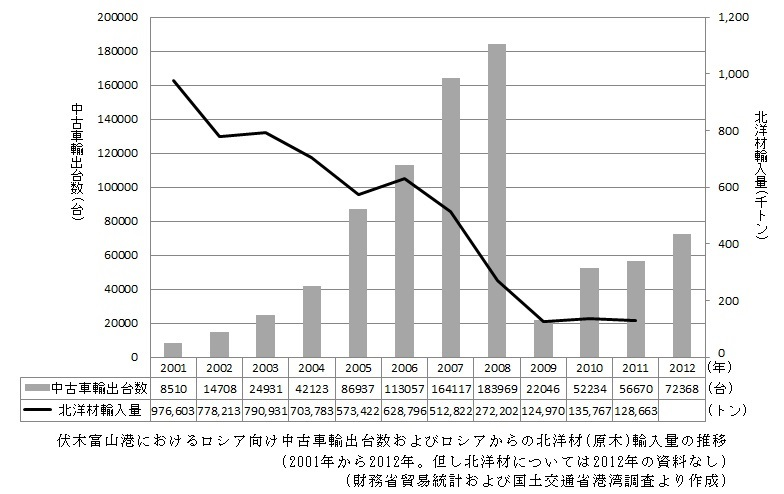 200000 1,200
180000
160000 1,000
140000
120000 800
100000 600
80000
60000 400
40000 200
20000
0 0
中古車輸出台数(台)
北洋材輸入量(千トン)
2001 2002 2003 2004 2005 2006 2007 2008 2009 2010 2011 2012 (年)
中古車輸出台数 8510 14708 24931 42123 86937 113057 164117 183969 22046 52234 56670 72368 (台)
北洋材輸入量 976,603 778,213 790,931 703,783 573,422 628,796 512,822 272,202 124,970 135,767 128,663 (トン)
伏木富山港におけるロシア向け中古車輸出台数およびロシアからの北洋材(原木)輸入量の推移
(2001年から2012年。但し北洋材については2012年の資料なし)
(財務省貿易統計および国土交通省港湾調査より作成)